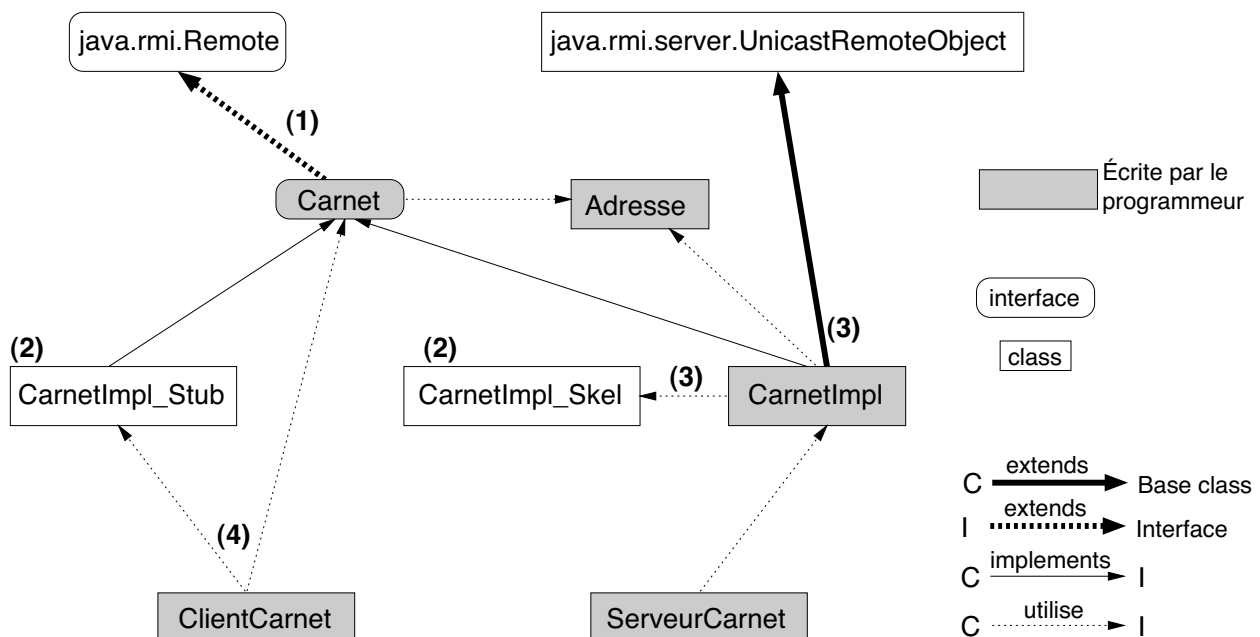 java.rmi.Remote
java.rmi.server.UnicastRemoteObject
(1)
Carnet
Adresse
Écrite par le
programmeur
interface
class
(2)
CarnetImpl_Stub
(2)
CarnetImpl_Skel
(3)
(3)
CarnetImpl
(4)
ClientCarnet
ServeurCarnet
C extends Base class
I extends Interface
C implements I
C utilise I